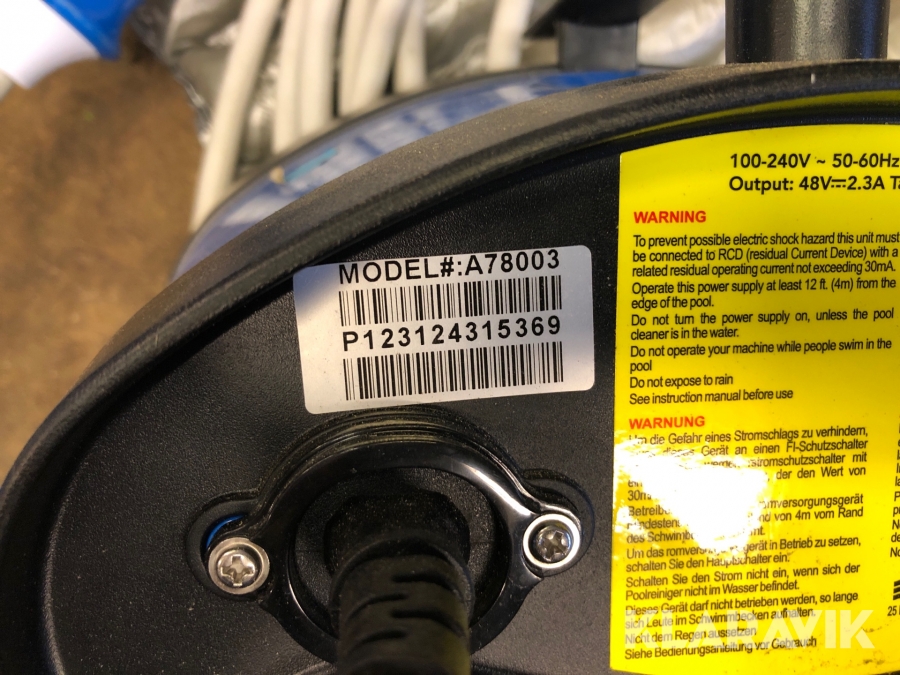 MODEL#:A78003
P123124315369
100-240V ~ 50-60Hz
Output: 48V⎓2.3A
WARNING
To prevent possible electric shock hazard this unit must
be connected to RCD (residual Current Device) with a
related residual operating current not exceeding 30mA.
Operate this power supply at least 12 ft. (4m) from the
edge of the pool.
Do not turn the power supply on, unless the pool
cleaner is in the water.
Do not operate your machine while people swim in the
pool
Do not expose to rain
See instruction manual before use
WARNUNG
Um die Gefahr eines Stromschlags zu verhindern,
Gerät an einen FI-Schutzschalter
mit
der den Wert von
von 4m vom Rand
des
Um das in Betrieb zu setzen,
schalten Sie den Hauptschalter ein:
Schalten Sie den Strom nicht ein, wenn sich der
Poolreiniger nicht im Wasser befindet.
Dieses Gerät darf nicht betrieben werden, so lange
sich Leute im Schwimmbecken aufhalten.
Nicht dem Regen aussetzen
Siehe Bedienungsanleitung vor Gebrauch
25